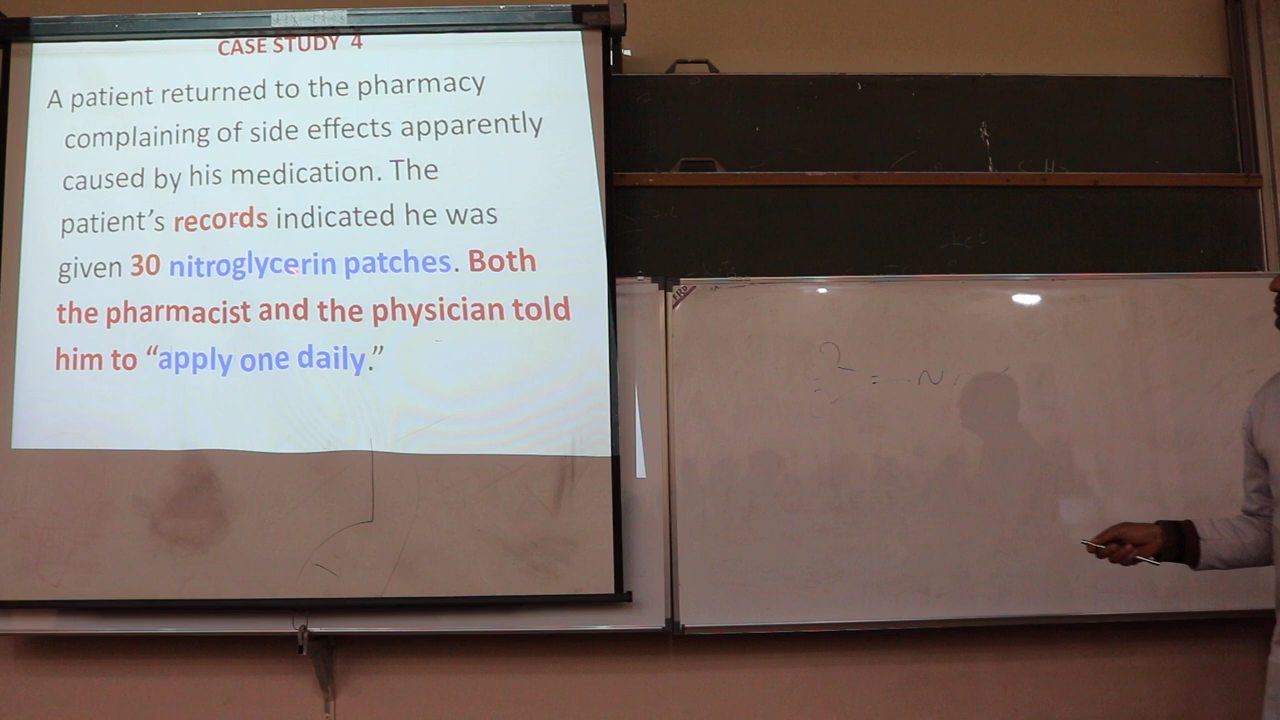 CASE STUDY 4
A patient returned to the pharmacy
complaining of side effects apparently
caused by his medication. The
patient’s records indicated he was
given 30 nitroglycerin patches. Both
the pharmacist and the physician told
him to “apply one daily.”